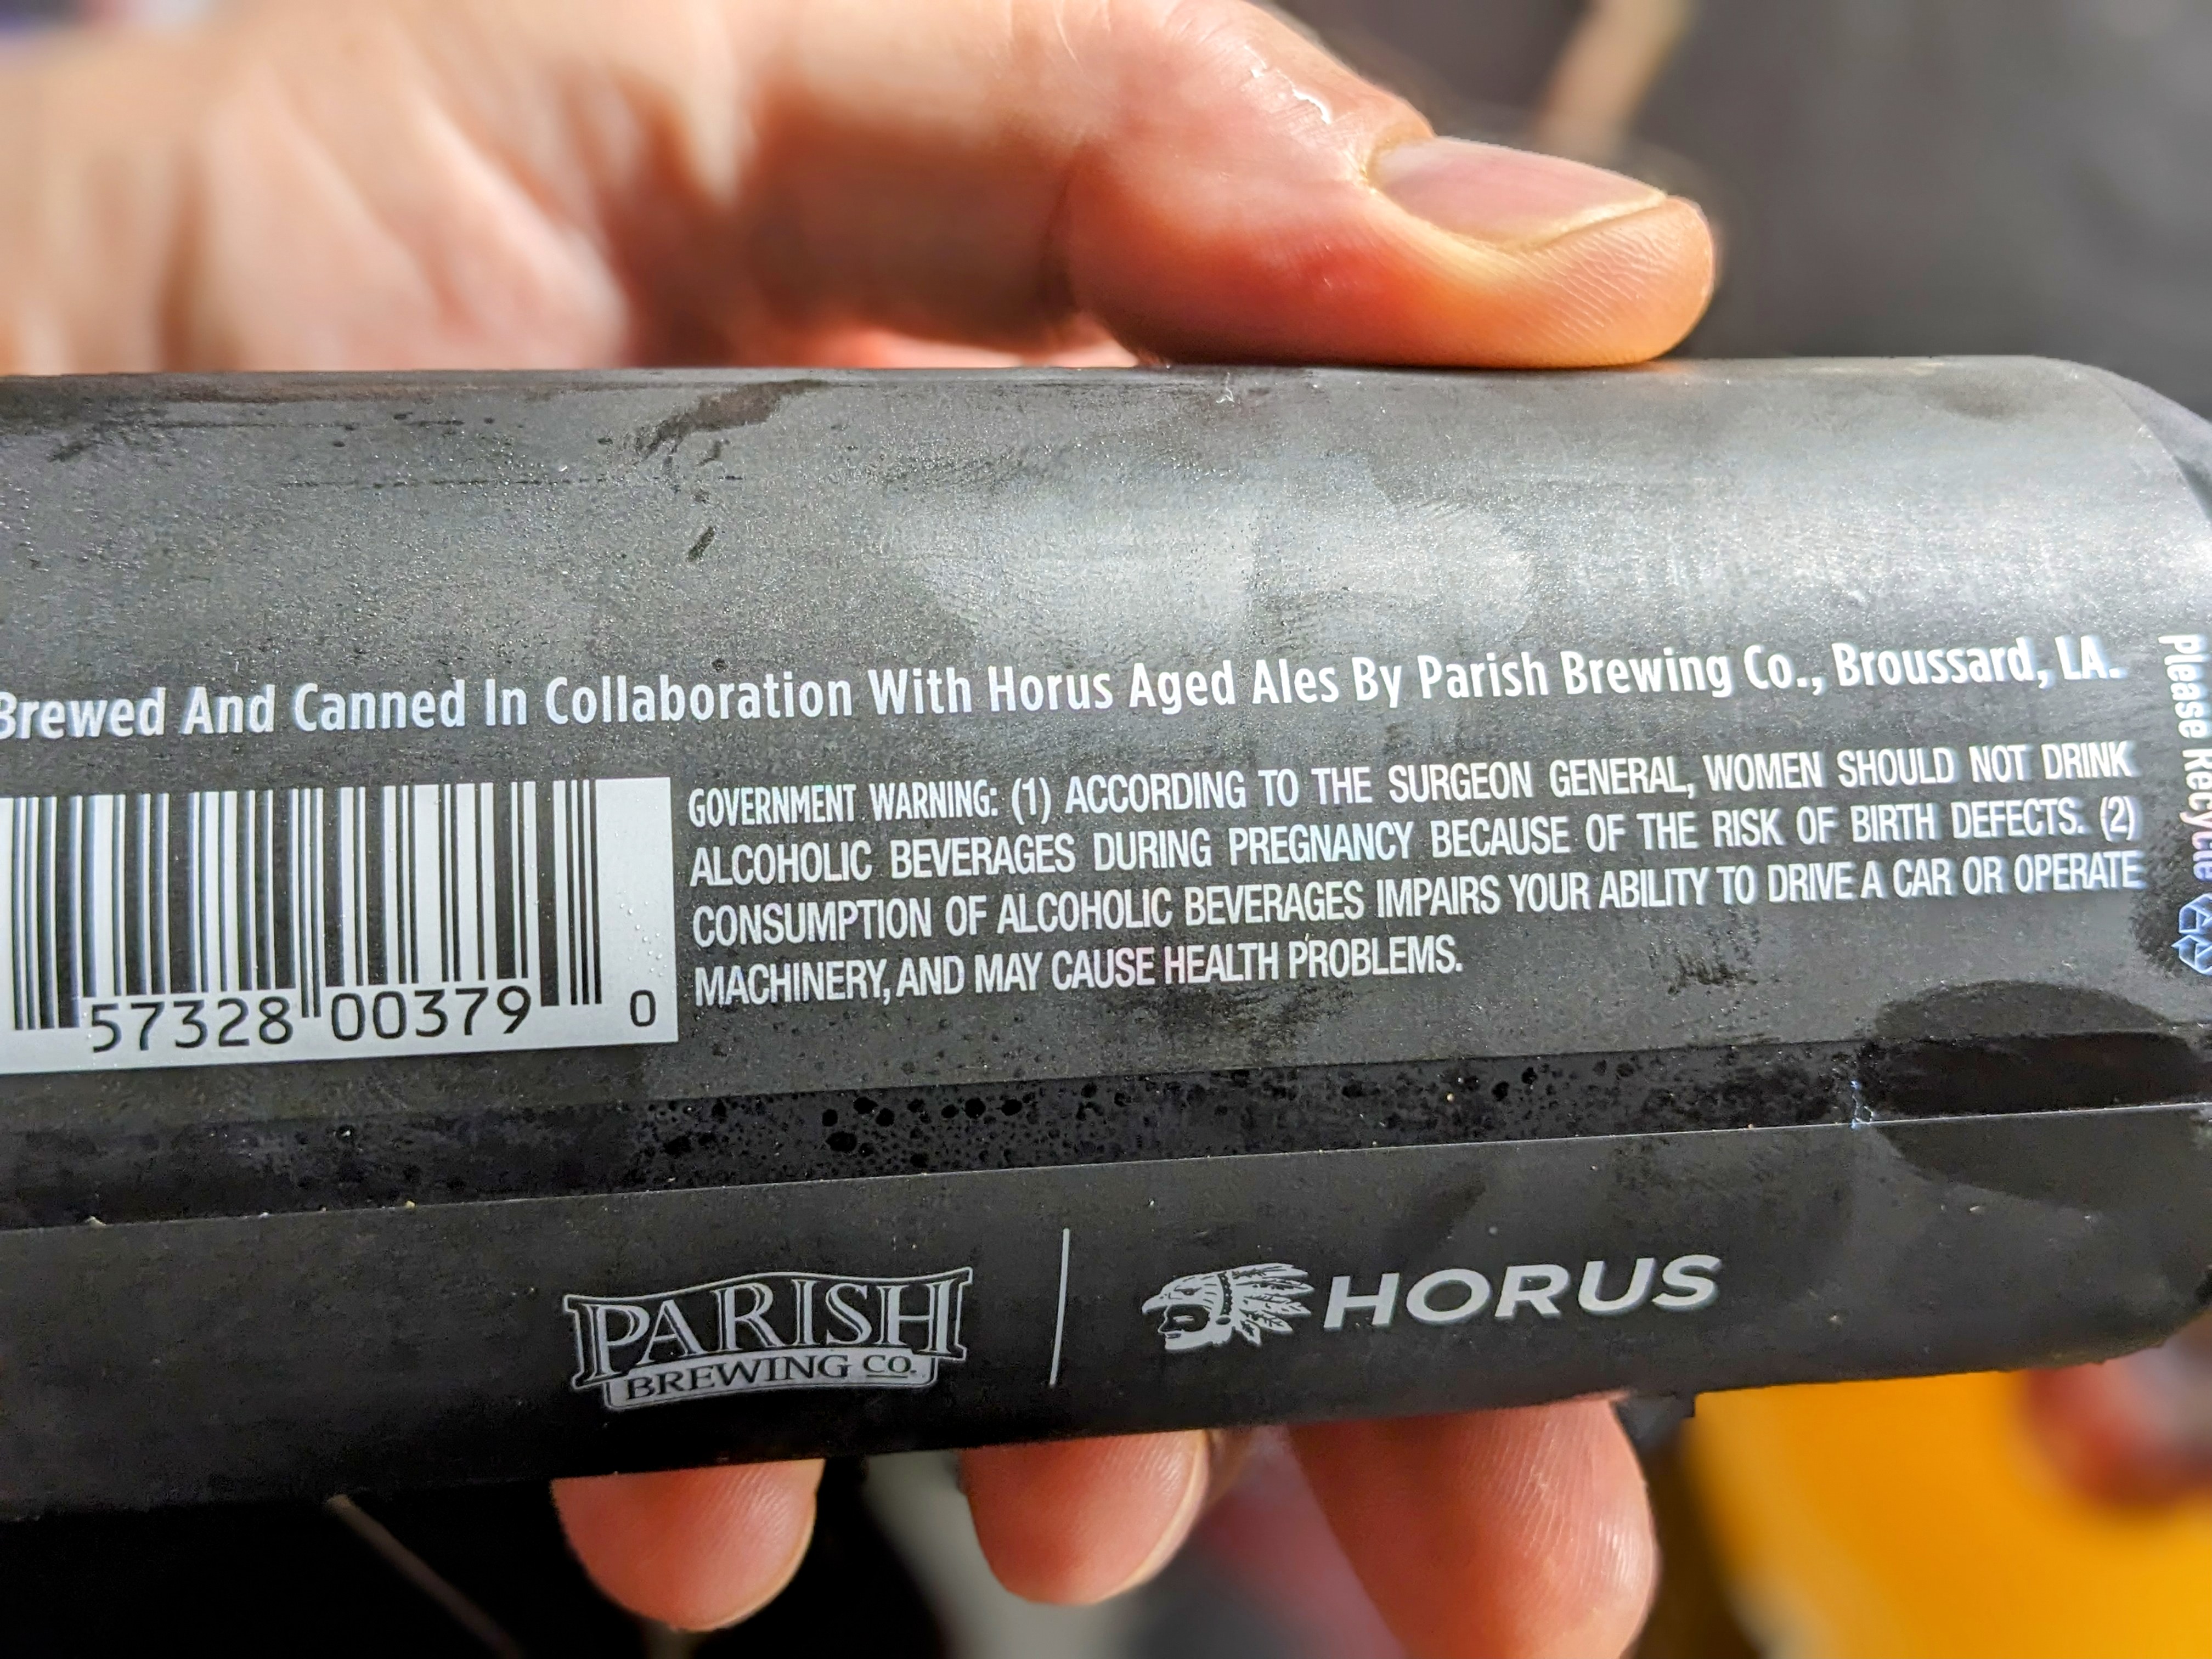 Brewed And Canned In Collaboration With Horus Aged Ales By Parish Brewing Co., Broussard, LA.
GOVERNMENT WARNING: (1) ACCORDING TO THE SURGEON GENERAL, WOMEN SHOULD NOT DRINK
ALCOHOLIC BEVERAGES DURING PREGNANCY BECAUSE OF THE RISK OF BIRTH DEFECTS. (2)
CONSUMPTION OF ALCOHOLIC BEVERAGES IMPAIRS YOUR ABILITY TO DRIVE A CAR OR OPERATE
MACHINERY, AND MAY CAUSE HEALTH PROBLEMS.
57328 00379 0
Please Recycle
PARISH
BREWING CO.
HORUS